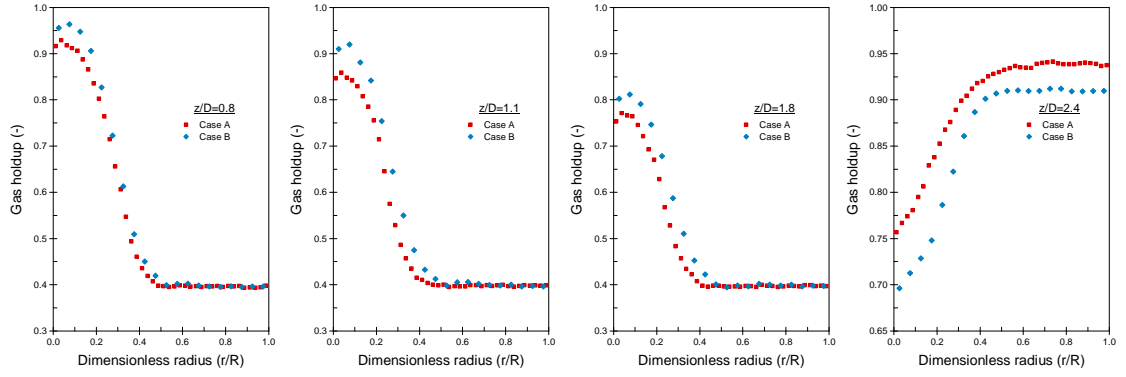 Gas holdup (-)
1.0
0.9
0.8
0.7
0.6
0.5
0.4
0.3
z/D=0.8
Case A
Case B
0.0 0.2 0.4 0.6 0.8 1.0
Dimensionless radius (r/R)
Gas holdup (-)
1.0
0.9
0.8
0.7
0.6
0.5
0.4
0.3
z/D=1.1
Case A
Case B
0.0 0.2 0.4 0.6 0.8 1.0
Dimensionless radius (r/R)
Gas holdup (-)
1.0
0.9
0.8
0.7
0.6
0.5
0.4
0.3
z/D=1.8
Case A
Case B
0.0 0.2 0.4 0.6 0.8 1.0
Dimensionless radius (r/R)
Gas holdup (-)
1.00
0.95
0.90
0.85
0.80
0.75
0.70
0.65
z/D=2.4
Case A
Case B
0.0 0.2 0.4 0.6 0.8 1.0
Dimensionless radius (r/R)